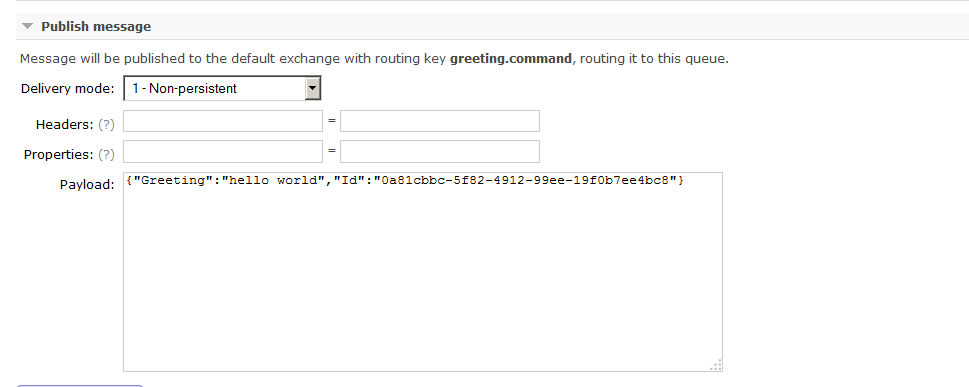 Publish message
Message will be published to the default exchange with routing key greeting.command, routing it to this queue.
Delivery mode: 1 - Non-persistent
Headers: (?) =
Properties: (?) =
Payload: {"Greeting":"hello world","Id":"0a81cbbc-5f82-4912-99ee-19f0b7ee4bc8"}